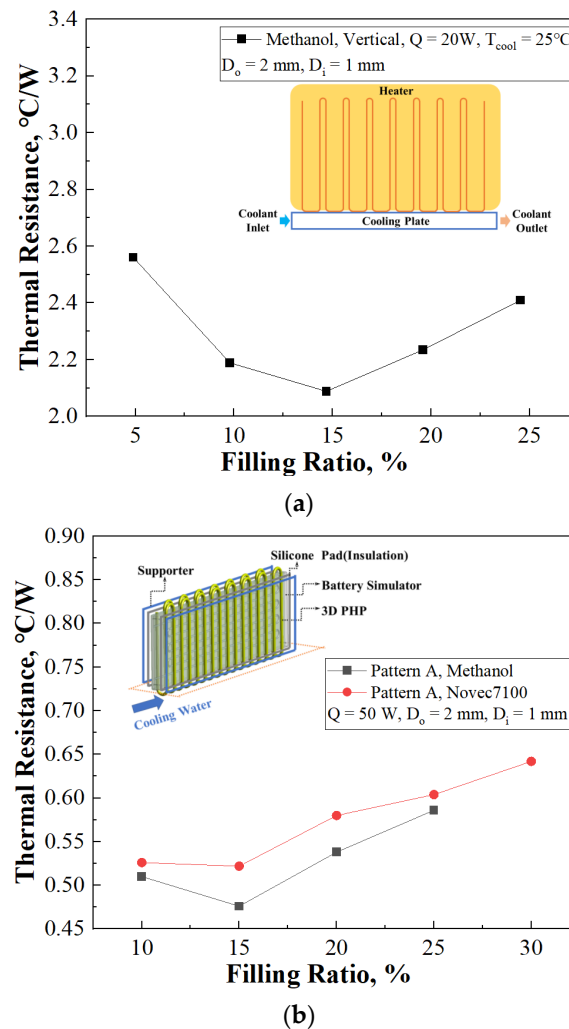 Methanol, Vertical, Q = 20W, T_cool = 25°C
D_o = 2 mm, D_i = 1 mm
Heater
Coolant
Inlet
Cooling Plate
Coolant
Outlet
Thermal Resistance, °C/W
3.4
3.2
3.0
2.8
2.6
2.4
2.2
2.0
5
10
15
20
25
Filling Ratio, %
(a)
Supporter
Silicone Pad(Insulation)
Battery Simulator
3D PHP
Cooling Water
Pattern A, Methanol
Pattern A, Novec7100
Q = 50 W, D_o = 2 mm, D_i = 1 mm
Thermal Resistance, °C/W
0.90
0.85
0.80
0.75
0.70
0.65
0.60
0.55
0.50
0.45
10
15
20
25
30
Filling Ratio, %
(b)